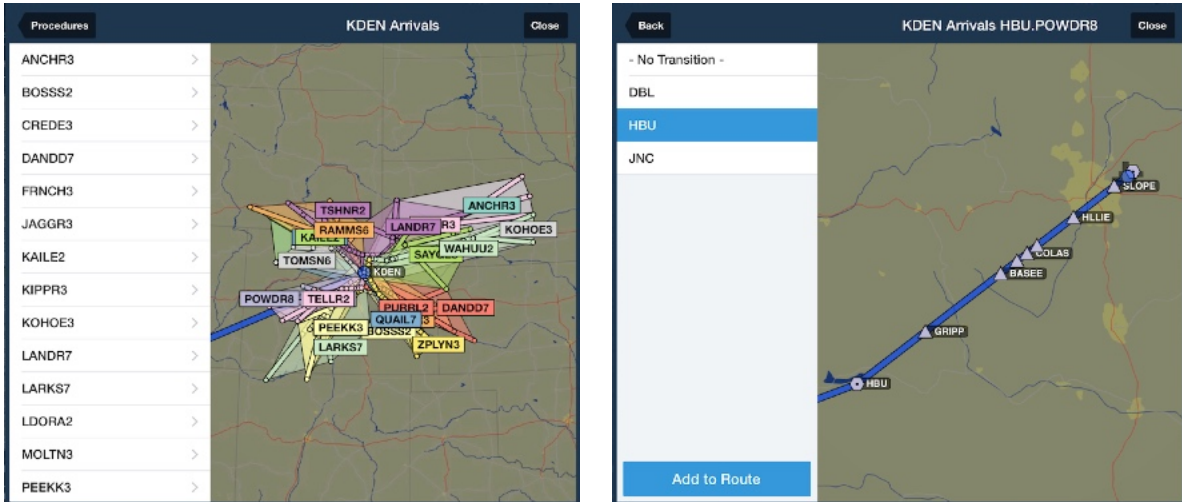 Procedures
KDEN Arrivals
Close
ANCHR3
BOSSS2
CREDE3
DANDD7
FRNCH3
JAGGR3
KAILE2
KIPPR3
KOHOE3
LANDR7
LARKS7
LDORA2
MOLTN3
PEEKK3
TSHNR2
ANCHR3
RAMMS6
LANDR7
R3
KOHOE3
WAHUU2
TOMSN6
KDEN
POWDR8
TELLR2
PURRL2
DANDD7
QUAIL7
PEEKK3
BOSSS2
LARKS7
ZPLYN3
Back
KDEN Arrivals HBU.POWDR8
Close
- No Transition -
DBL
HBU
JNC
Add to Route
SLOPE
HLLIE
COLAS
BASEE
GRIPP
HBU